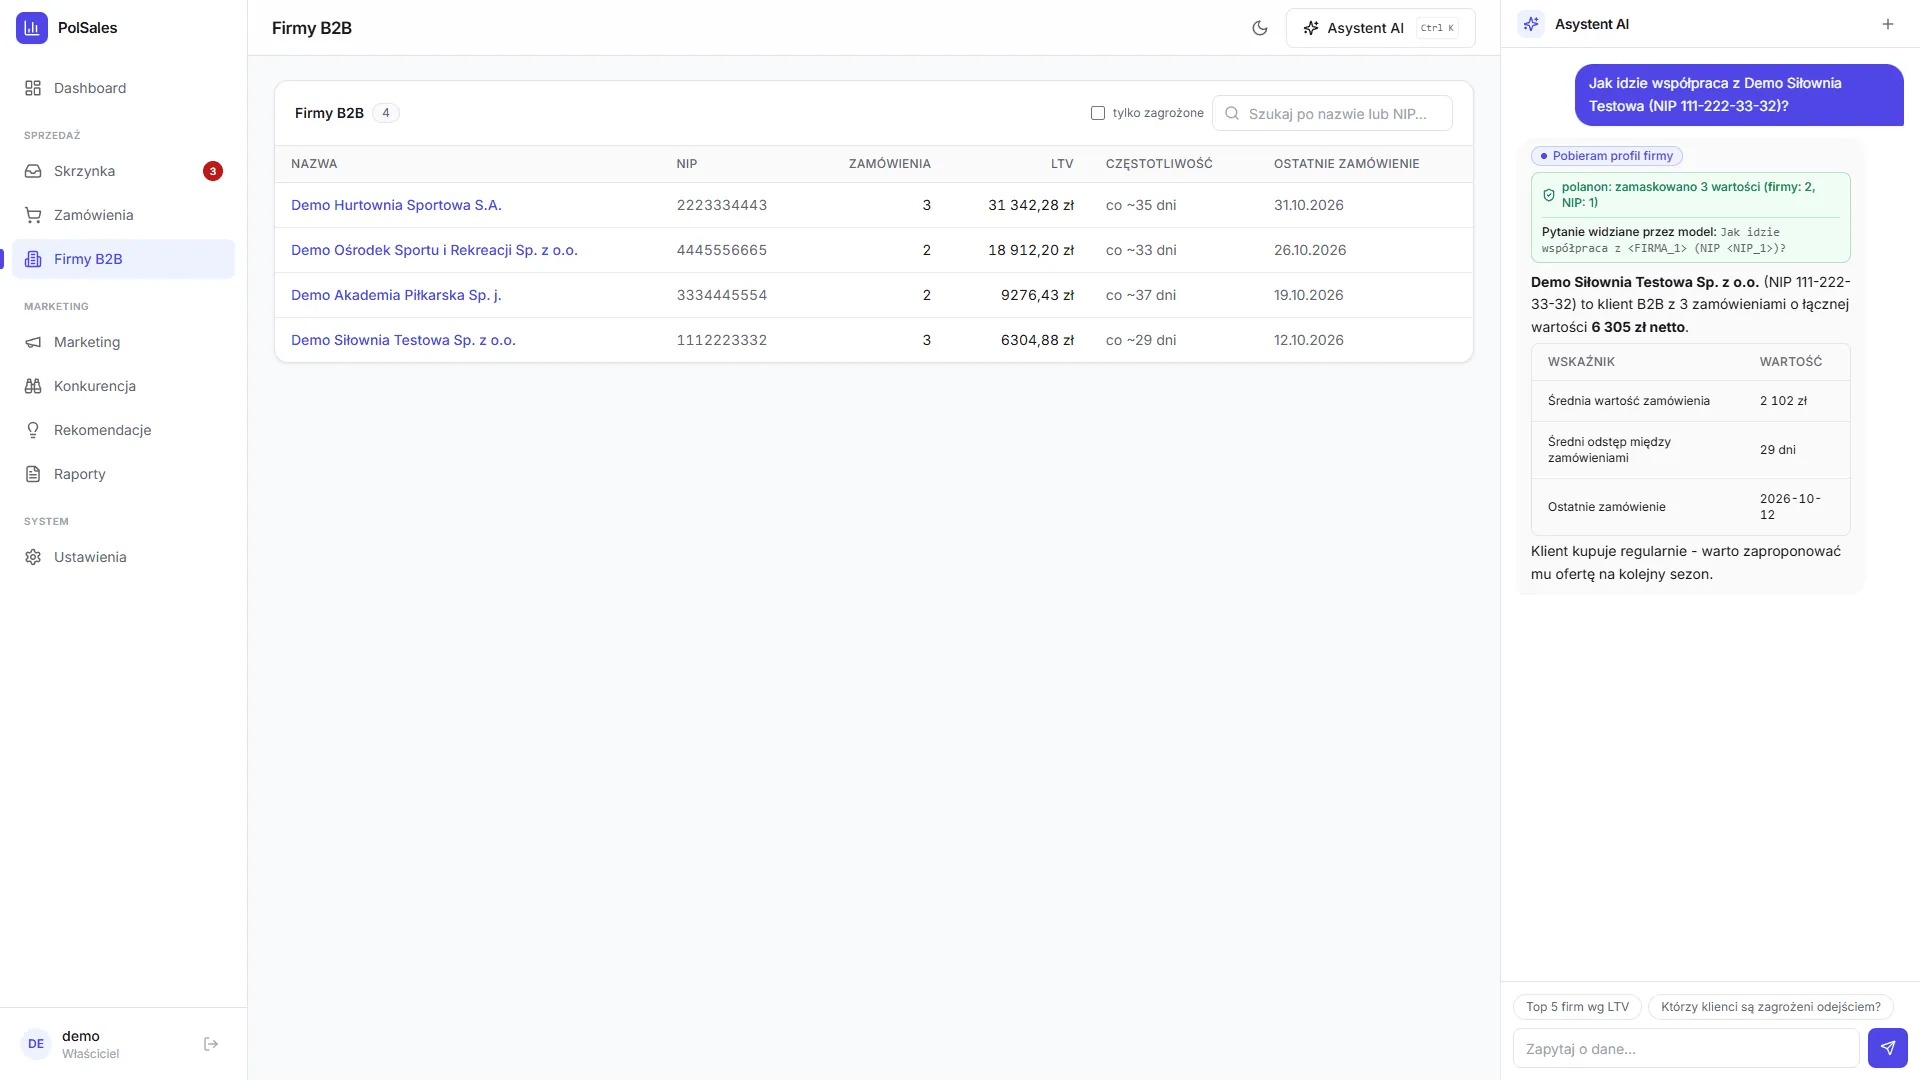 PolSales
Dashboard
SPRZEDAŻ
Skrzynka 3
Zamówienia
Firmy B2B
MARKETING
Marketing
Konkurencja
Rekomendacje
Raporty
SYSTEM
Ustawienia
DE demo
Właściciel
Firmy B2B
Asystent AI Ctrl K
Firmy B2B 4
tylko zagrożone
Szukaj po nazwie lub NIP...
NAZWA NIP ZAMÓWIENIA LTV CZĘSTOTLIWOŚĆ OSTATNIE ZAMÓWIENIE
Demo Hurtownia Sportowa S.A. 2223334443 3 31 342,28 zł co ~35 dni 31.10.2026
Demo Ośrodek Sportu i Rekreacji Sp. z o.o. 4445556665 2 18 912,20 zł co ~33 dni 26.10.2026
Demo Akademia Piłkarska Sp. j. 3334445554 2 9276,43 zł co ~37 dni 19.10.2026
Demo Siłownia Testowa Sp. z o.o. 1112223332 3 6304,88 zł co ~29 dni 12.10.2026
Asystent AI
Jak idzie współpraca z Demo Siłownia
Testowa (NIP 111-222-33-32)?
Pobieram profil firmy
polanon: zamaskowano 3 wartości (firmy: 2,
NIP: 1)
Pytanie widziane przez model: Jak idzie
współpraca z <FIRMA_1> (NIP <NIP_1>)?
Demo Siłownia Testowa Sp. z o.o. (NIP 111-222-
33-32) to klient B2B z 3 zamówieniami o łącznej
wartości 6 305 zł netto.
WSKAŹNIK WARTOŚĆ
Średnia wartość zamówienia 2 102 zł
Średni odstęp między
zamówieniami 29 dni
Ostatnie zamówienie 2026-10-
12
Klient kupuje regularnie - warto zaproponować
mu ofertę na kolejny sezon.
Top 5 firm wg LTV
Którzy klienci są zagrożeni odejściem?
Zapytaj o dane...